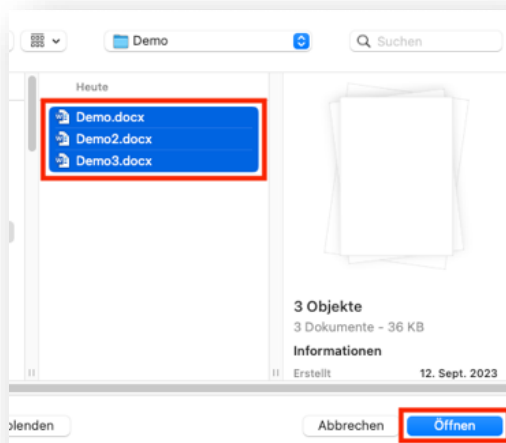 Demo
Suchen
Heute
Demo.docx
Demo2.docx
Demo3.docx
3 Objekte
3 Dokumente – 36 KB
Informationen
Erstellt 12. Sept. 2023
Abbrechen
Öffnen